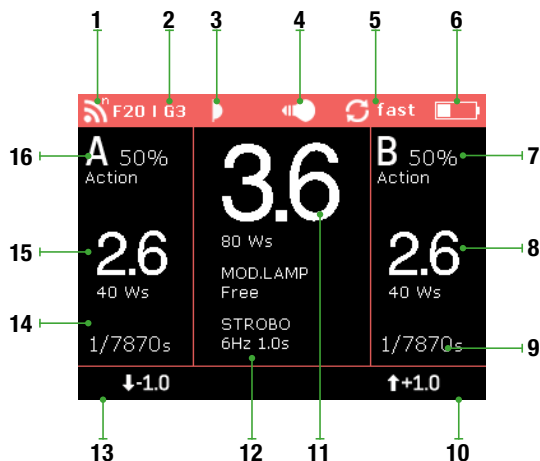 1 2 3 4 5 6
n F20 I G3 fast
A 50%
Action
2.6
40 Ws
1/7870s
3.6
80 Ws
MOD.LAMP
Free
STROBO
6Hz 1.0s
B 50%
Action
2.6
40 Ws
1/7870s
-1.0 +1.0
16
15
14
7
8
9
13 12 11 10